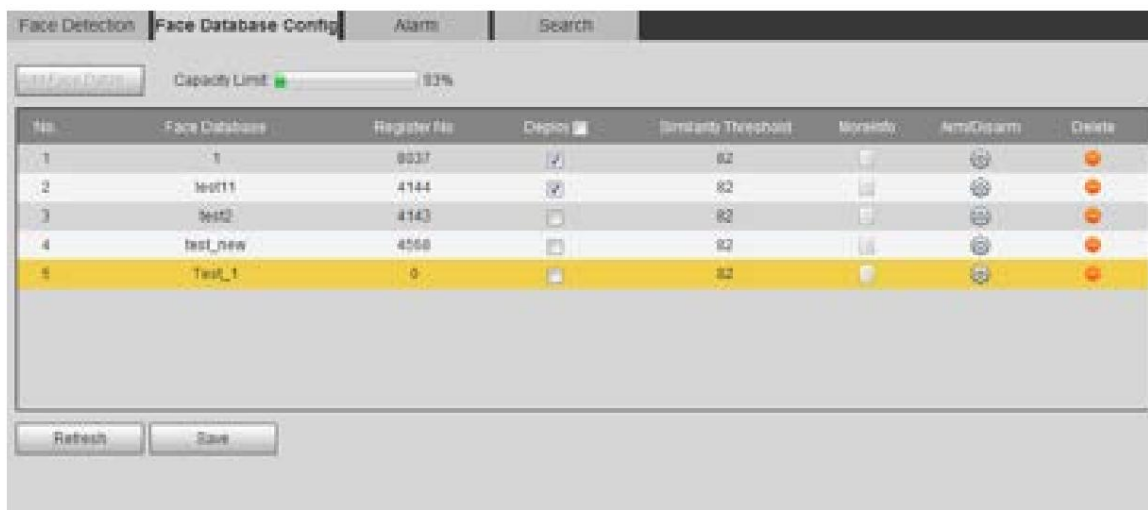 Face Detection Face Database Config Alarm Search
Capacity Limit 93%
No. Face Database Register No Deploy Similarity Threshold MoreInfo Arm/Disarm Delete
1 1 8037 82
2 test11 4144 82
3 test2 4143 82
4 test_new 4568 82
5 Test_1 0 82
Refresh Save